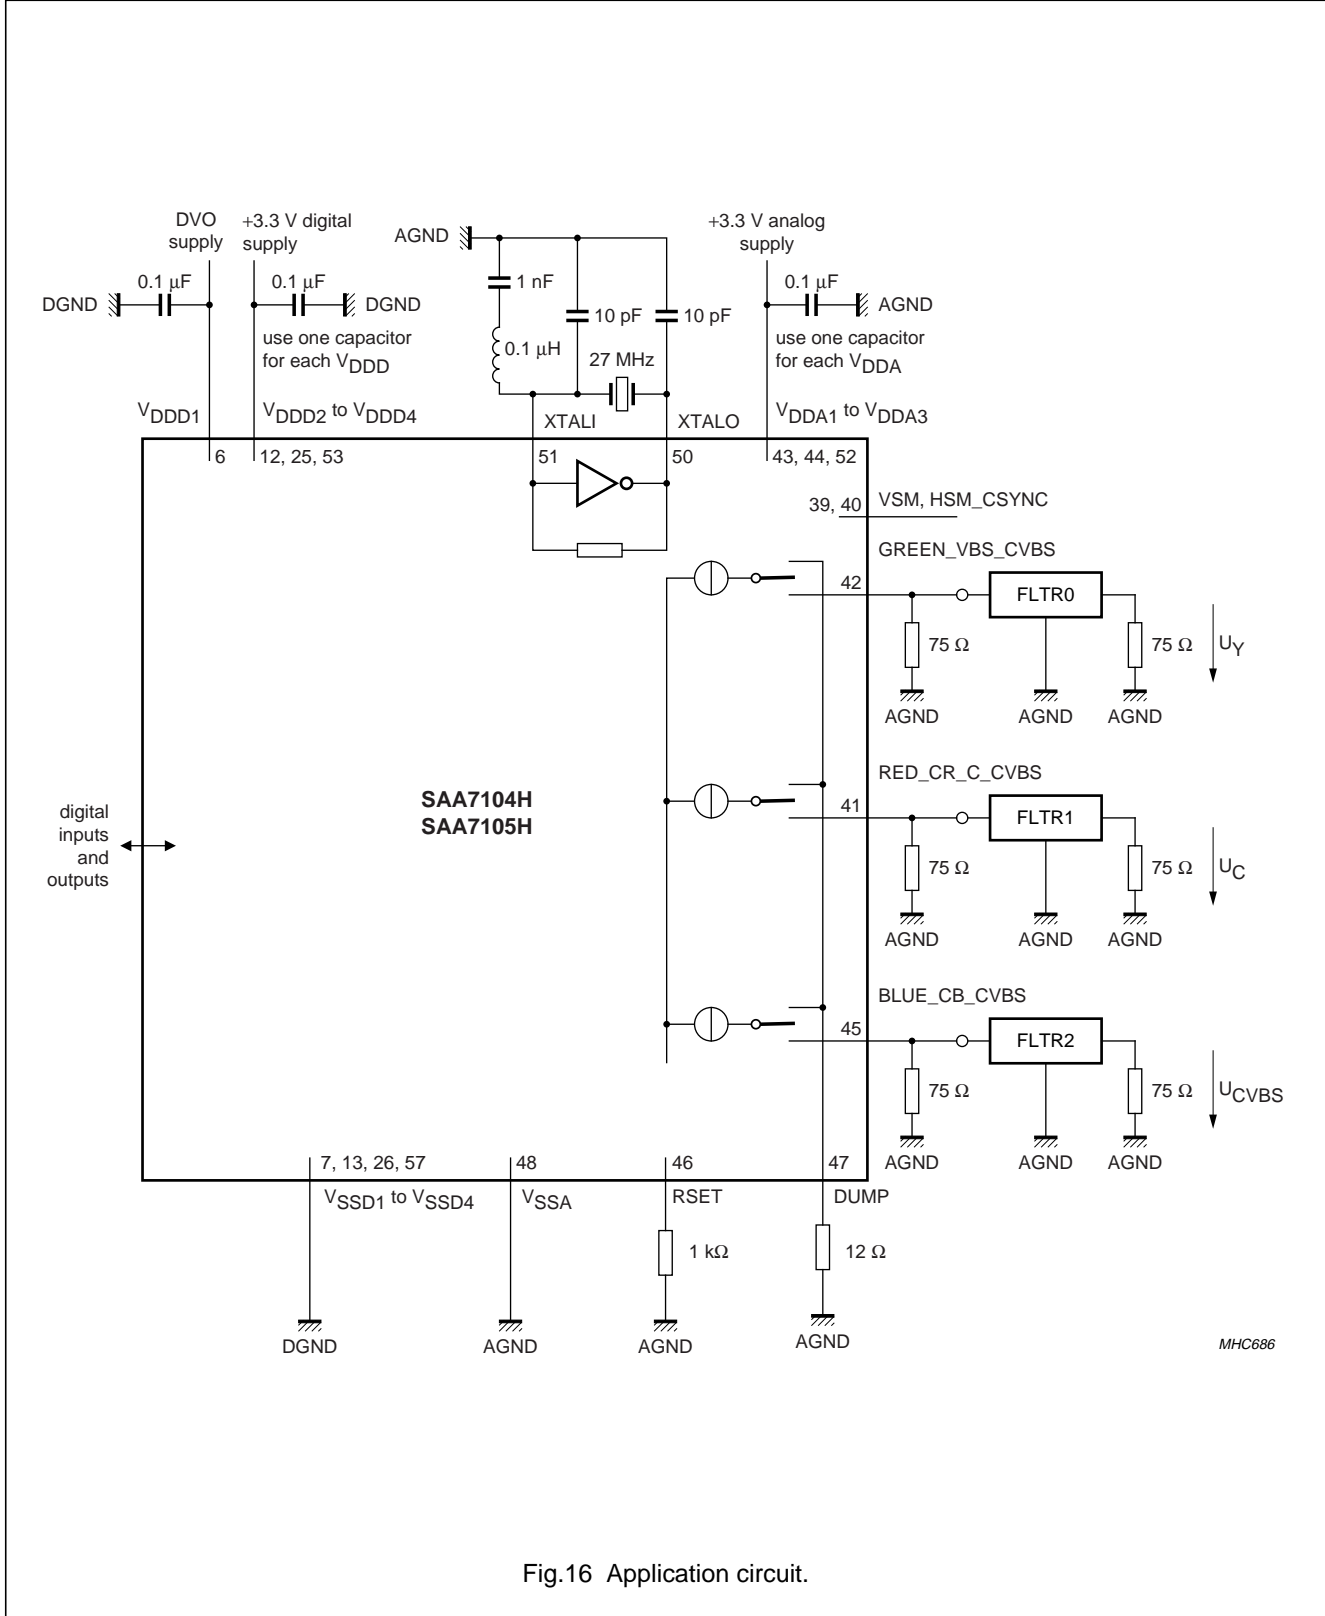 DVO
supply
+3.3 V digital
supply
AGND
+3.3 V analog
supply
0.1 μF
0.1 μF
1 nF
0.1 μF
DGND
DGND
10 pF
10 pF
AGND
use one capacitor
for each VDDD
0.1 μH
27 MHz
use one capacitor
for each VDDA
VDDD1
VDDD2 to VDDD4
XTALI
XTALO
VDDA1 to VDDA3
6
12, 25, 53
51
50
43, 44, 52
39, 40
VSM, HSM_CSYNC
GREEN_VBS_CVBS
42
FLTR0
75 Ω
75 Ω
UY
AGND
AGND
AGND
RED_CR_C_CVBS
41
FLTR1
75 Ω
75 Ω
UC
AGND
AGND
AGND
SAA7104H
SAA7105H
digital
inputs
and
outputs
BLUE_CB_CVBS
45
FLTR2
75 Ω
75 Ω
UCVBS
AGND
AGND
AGND
7, 13, 26, 57
48
46
47
VSSD1 to VSSD4
VSSA
RSET
DUMP
1 kΩ
12 Ω
DGND
AGND
AGND
AGND
MHC686
Fig.16 Application circuit.